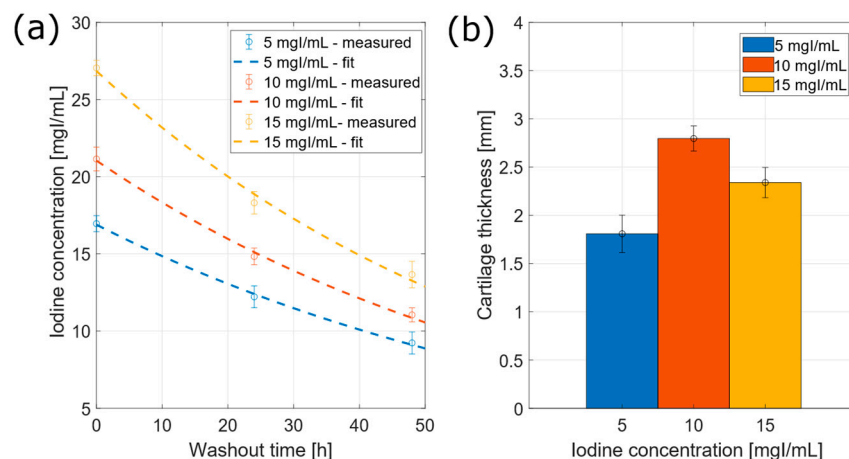 (a)
Iodine concentration [mgI/mL]
30
25
20
15
10
5
0
10
20
30
40
50
Washout time [h]
5 mgI/mL - measured
5 mgI/mL - fit
10 mgI/mL - measured
10 mgI/mL - fit
15 mgI/mL- measured
15 mgI/mL - fit
(b)
Cartilage thickness [mm]
4
3.5
3
2.5
2
1.5
1
0.5
0
5
10
15
Iodine concentration [mgI/mL]
5 mgI/mL
10 mgI/mL
15 mgI/mL